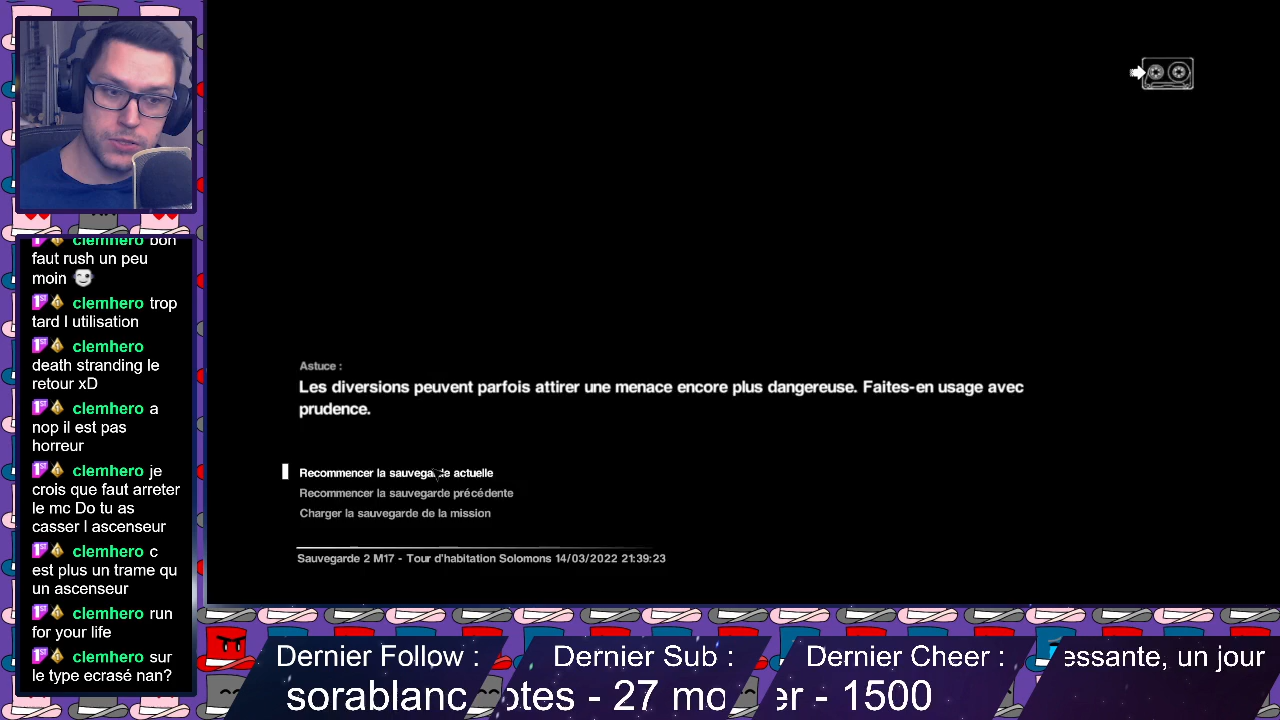 clemhero bon
faut rush un peu
moin
clemhero trop
tard l utilisation
clemhero
death stranding le
retour xD
clemhero a
nop il est pas
horreur
clemhero je
crois que faut arreter
le mc Do tu as
casser l ascenseur
clemhero c
est plus un trame qu
un ascenseur
clemhero run
for your life
clemhero sur
le type ecrasé nan?
Astuce :
Les diversions peuvent parfois attirer une menace encore plus dangereuse. Faites-en usage avec
prudence.
Recommencer la sauvegarde actuelle
Recommencer la sauvegarde précédente
Charger la sauvegarde de la mission
Sauvegarde 2 M17 - Tour d'habitation Solomons 14/03/2022 21:39:23
Dernier Follow :
sorablanc
Dernier Sub :
otes - 27 mo
Dernier Cheer :
er - 1500
essante, un jour